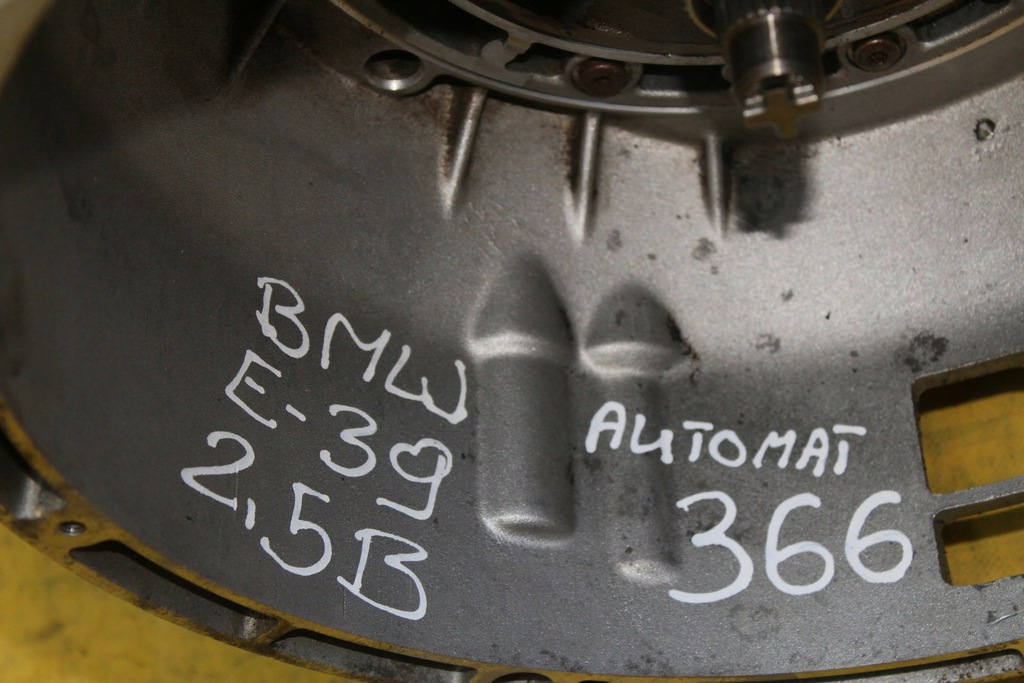 BMW
E-39
2,5B
AUTOMAT
366